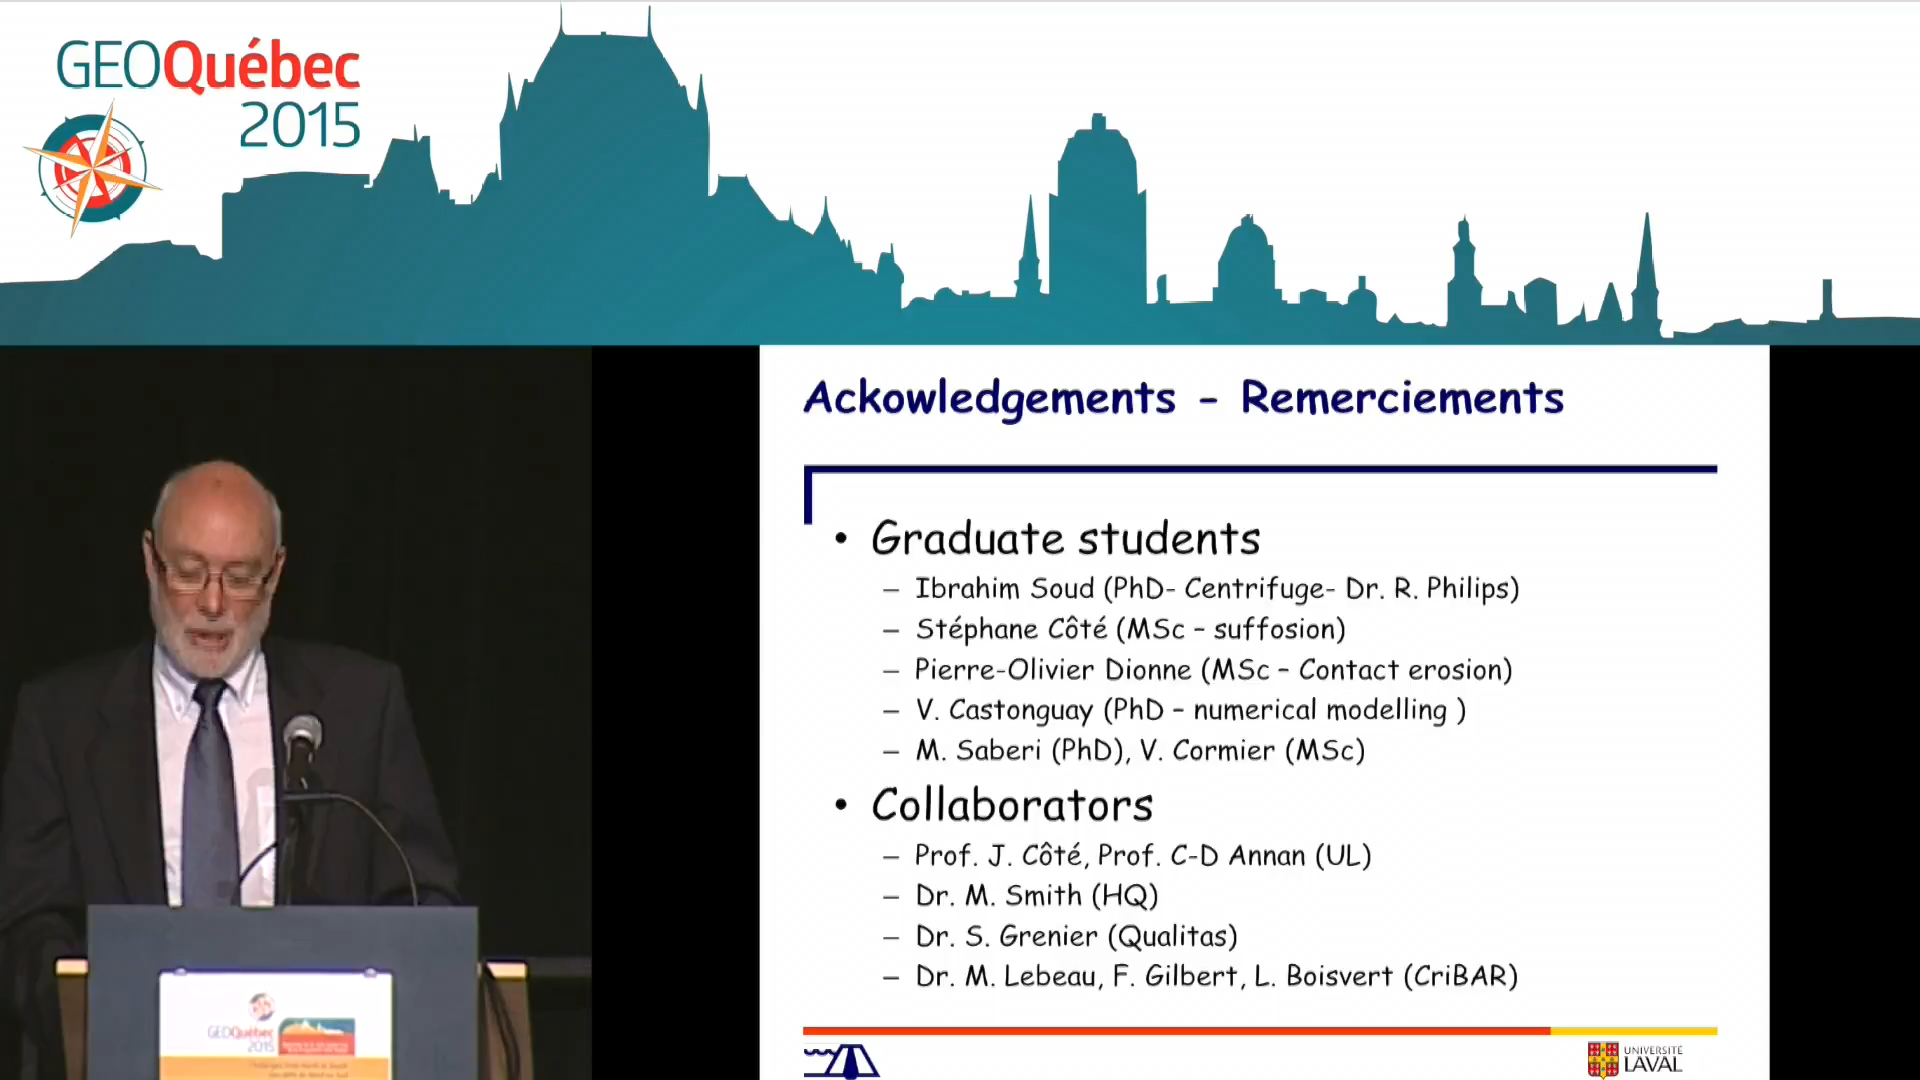 GEOQuébec
2015
Ackowledgements - Remerciements
• Graduate students
– Ibrahim Soud (PhD- Centrifuge- Dr. R. Philips)
– Stéphane Côté (MSc – suffosion)
– Pierre-Olivier Dionne (MSc – Contact erosion)
– V. Castonguay (PhD – numerical modelling )
– M. Saberi (PhD), V. Cormier (MSc)
• Collaborators
– Prof. J. Côté, Prof. C-D Annan (UL)
– Dr. M. Smith (HQ)
– Dr. S. Grenier (Qualitas)
– Dr. M. Lebeau, F. Gilbert, L. Boisvert (CriBAR)
UNIVERSITÉ
LAVAL
GEOQuébec
2015